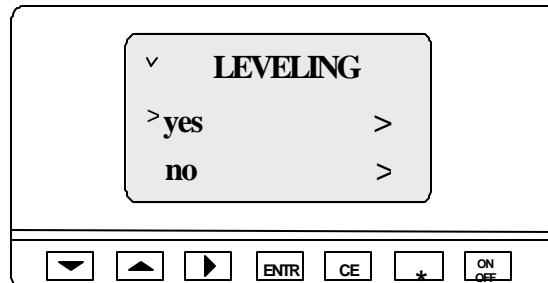 ˅ LEVELING
> yes >
no >
ENTR CE * ON
OFF